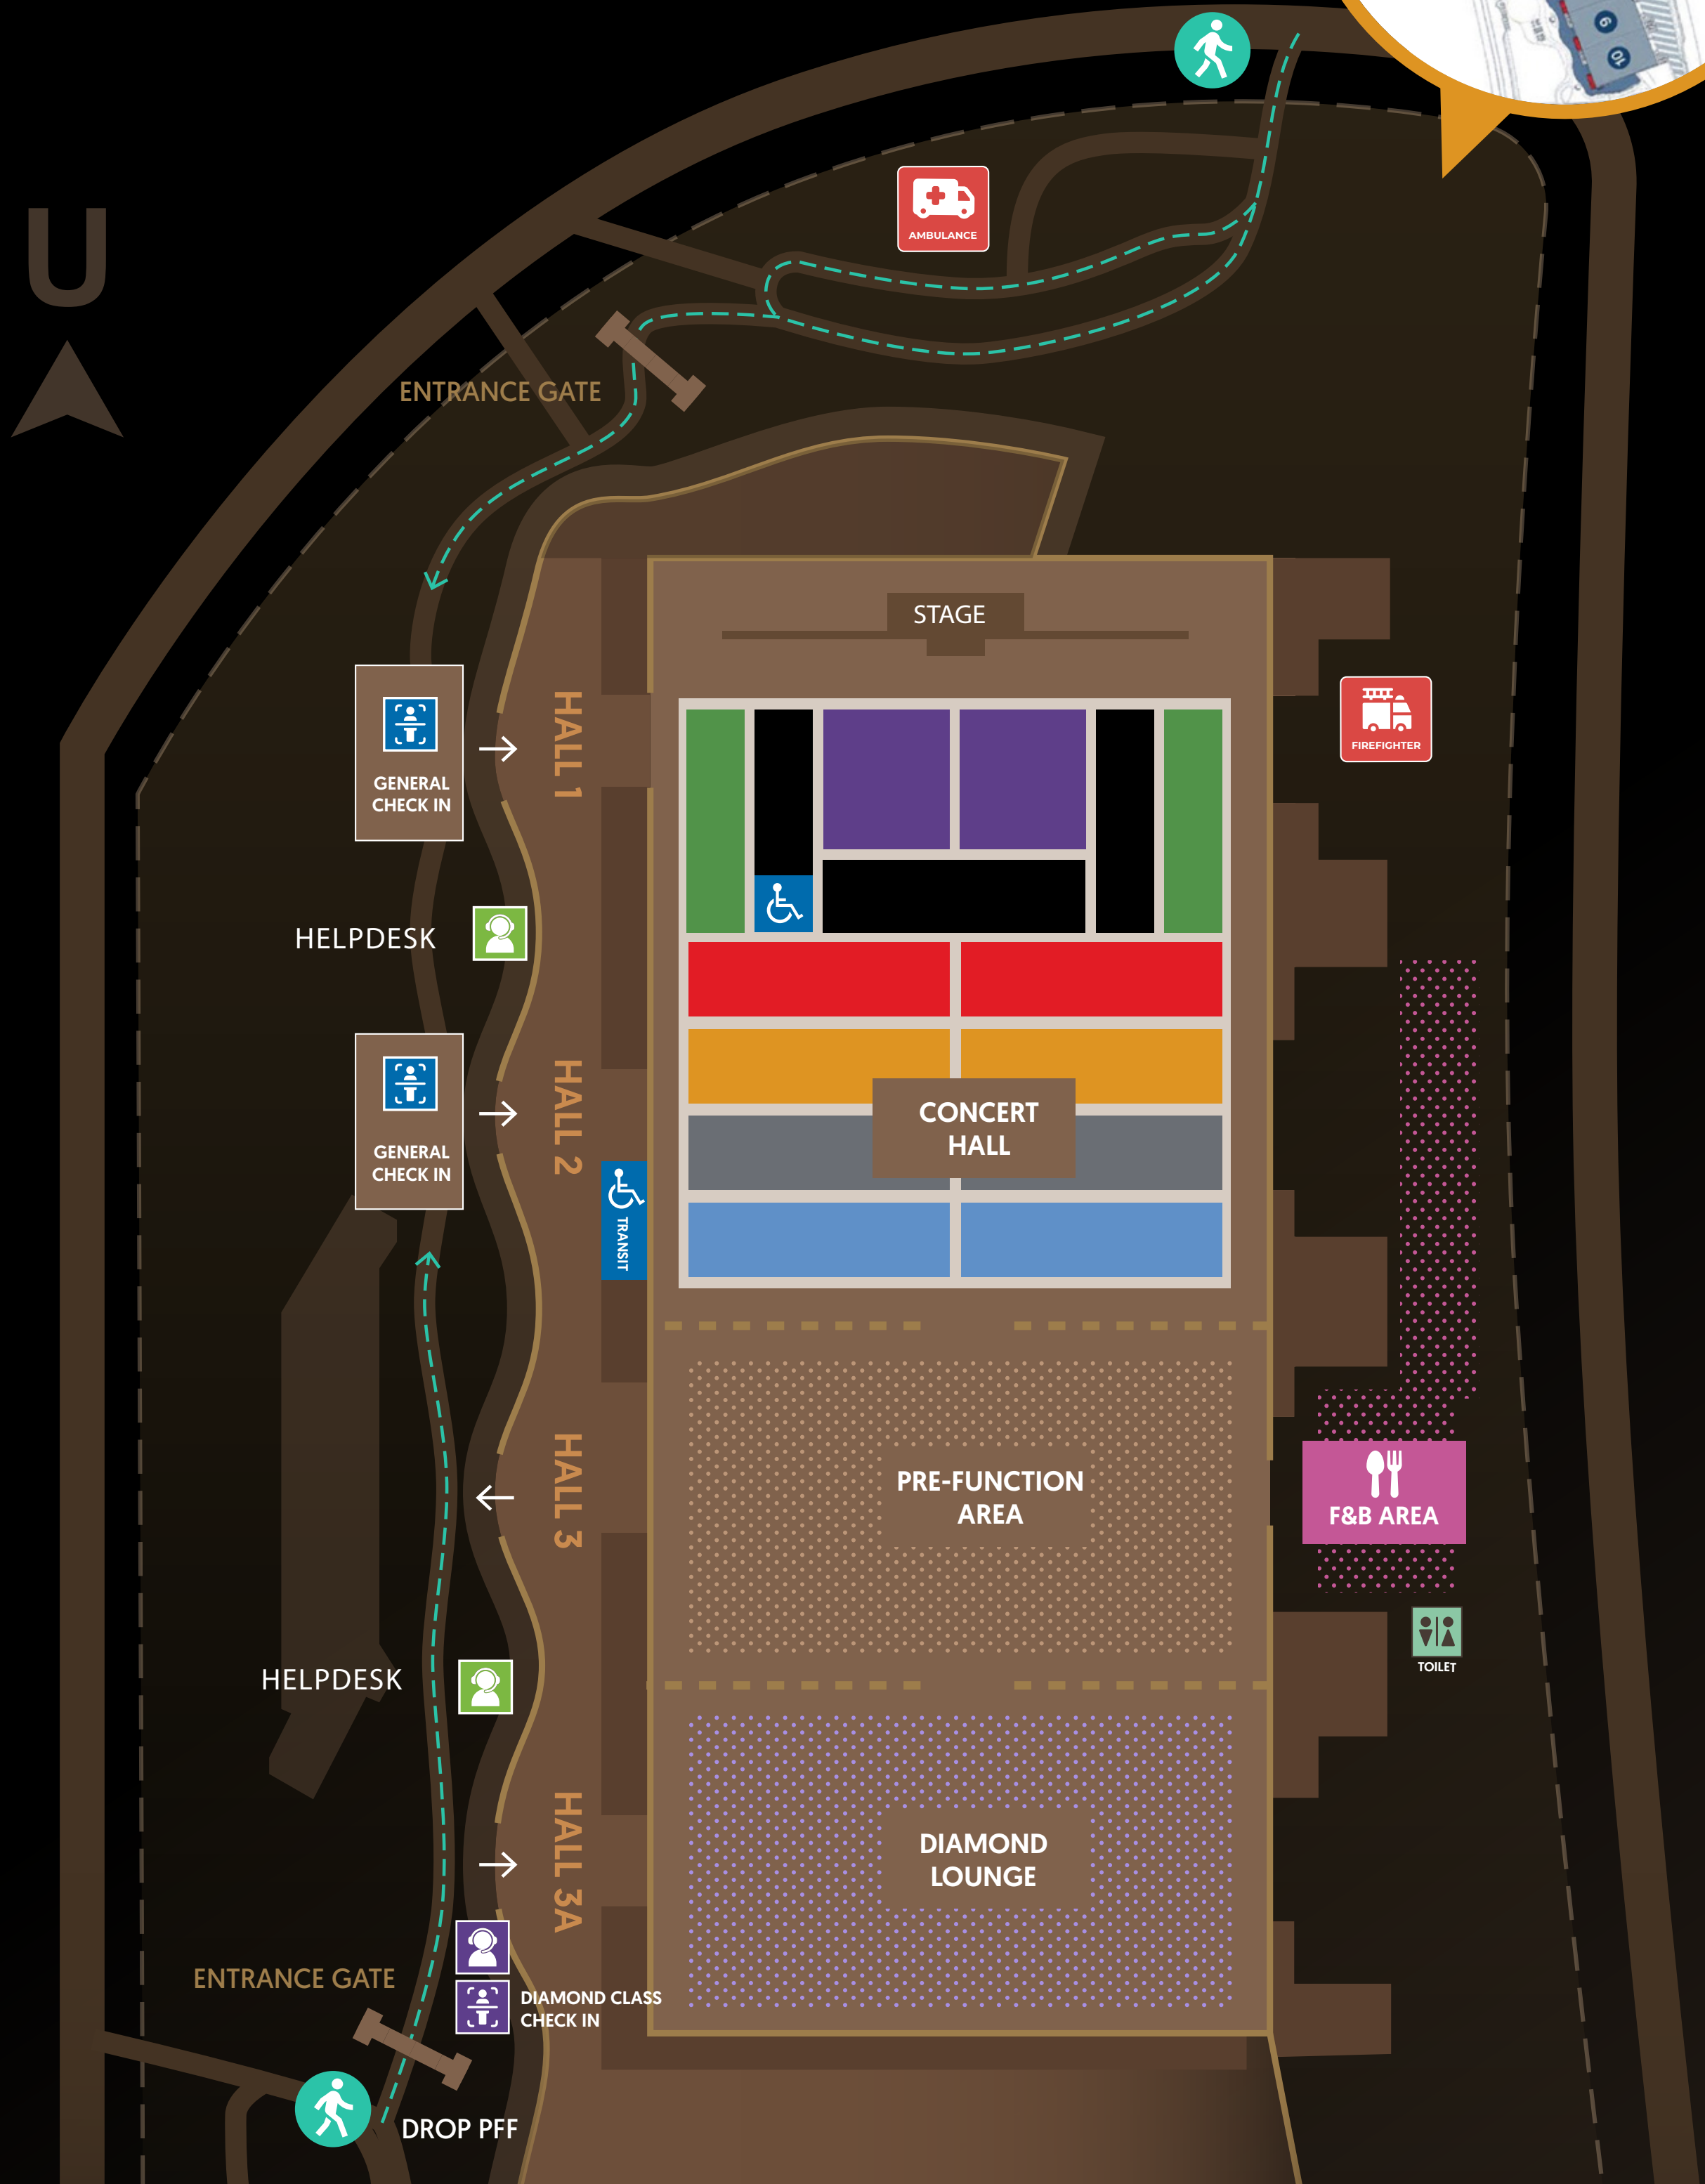 9
10
AMBULANCE
U
ENTRANCE GATE
STAGE
HALL 1
FIREFIGHTER
GENERAL
CHECK IN
HELPDESK
GENERAL
CHECK IN
HALL 2
CONCERT
HALL
TRANSIT
HALL 3
PRE-FUNCTION
AREA
F&B AREA
TOILET
HELPDESK
HALL 3A
DIAMOND
LOUNGE
ENTRANCE GATE
DIAMOND CLASS
CHECK IN
DROP PFF